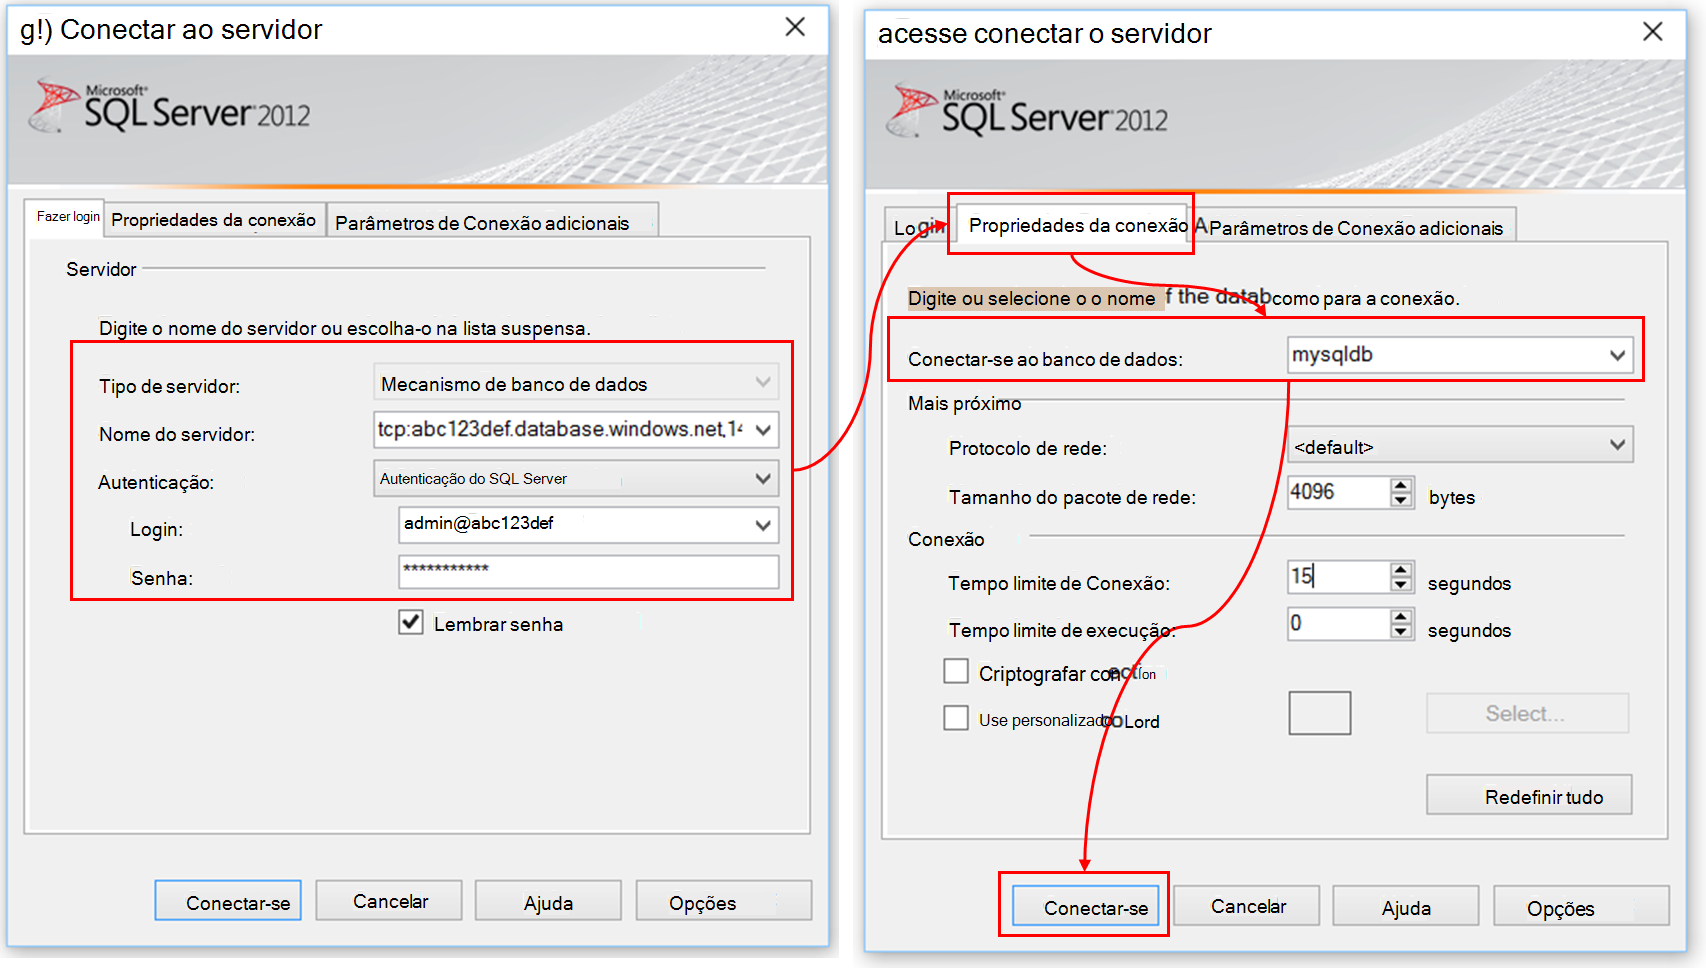 g!) Conectar ao servidor
Microsoft®
SQL Server® 2012
Fazer login
Propriedades da conexão
Parâmetros de Conexão adicionais
Servidor
Digite o nome do servidor ou escolha-o na lista suspensa.
Tipo de servidor:
Mecanismo de banco de dados
Nome do servidor:
tcp:abc123def.database.windows.net,14
Autenticação:
Autenticação do SQL Server
Login:
admin@abc123def
Senha:
***********
Lembrar senha
Conectar-se
Cancelar
Ajuda
Opções
acesse conectar o servidor
Microsoft®
SQL Server® 2012
Login
Propriedades da conexão
A Parâmetros de Conexão adicionais
Digite ou selecione o o nome f the datab como para a conexão.
Conectar-se ao banco de dados:
mysqldb
Mais próximo
Protocolo de rede:
<default>
Tamanho do pacote de rede:
4096
bytes
Conexão
Tempo limite de Conexão:
15
segundos
Tempo limite de execução:
0
segundos
Criptografar con ectíon
Use personalizado coLord
Select...
Redefinir tudo
Conectar-se
Cancelar
Ajuda
Opções